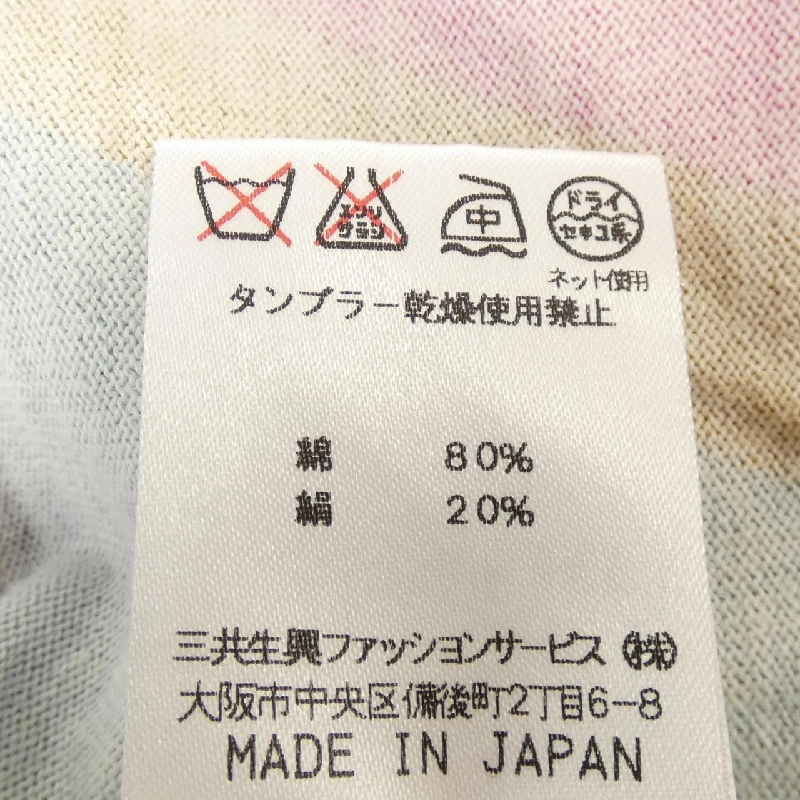 エンソ サラシ 中 ドライ セキユ系
ネット使用
タンブラー乾燥使用禁止
綿 80%
絹 20%
三共生興ファッションサービス(株)
大阪市中央区備後町2丁目6-8
MADE IN JAPAN